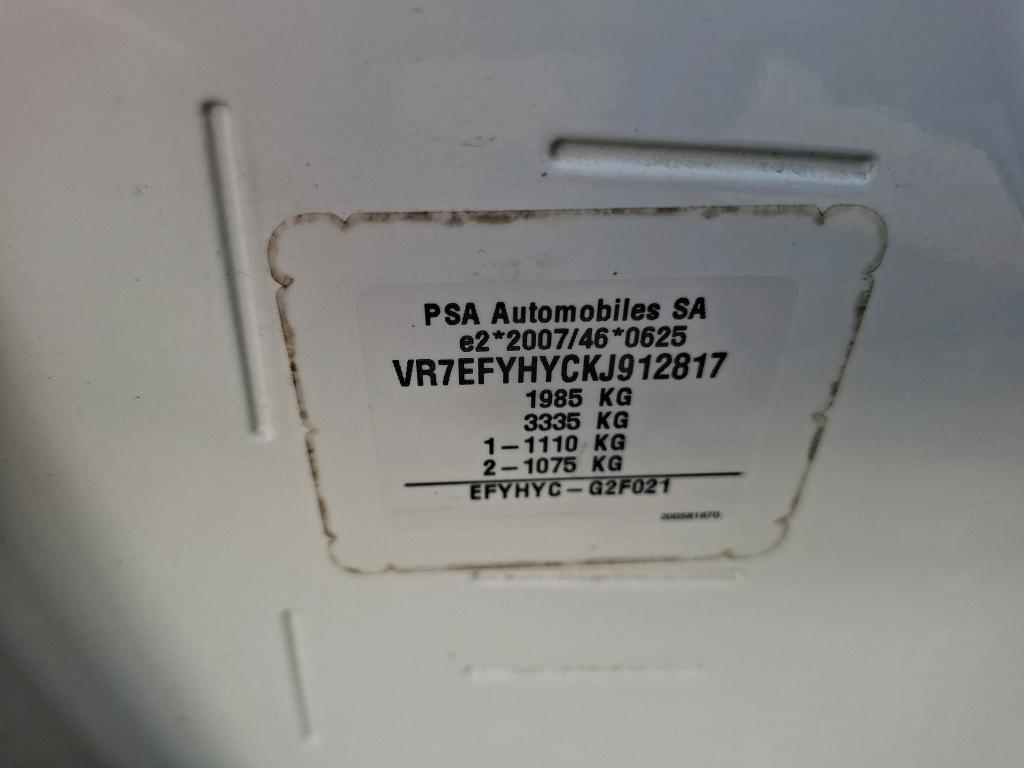 PSA Automobiles SA
e2*2007/46*0625
VR7EFYHYCKJ912817
1985 KG
3335 KG
1-1110 KG
2-1075 KG
EFYHYC-G2F021